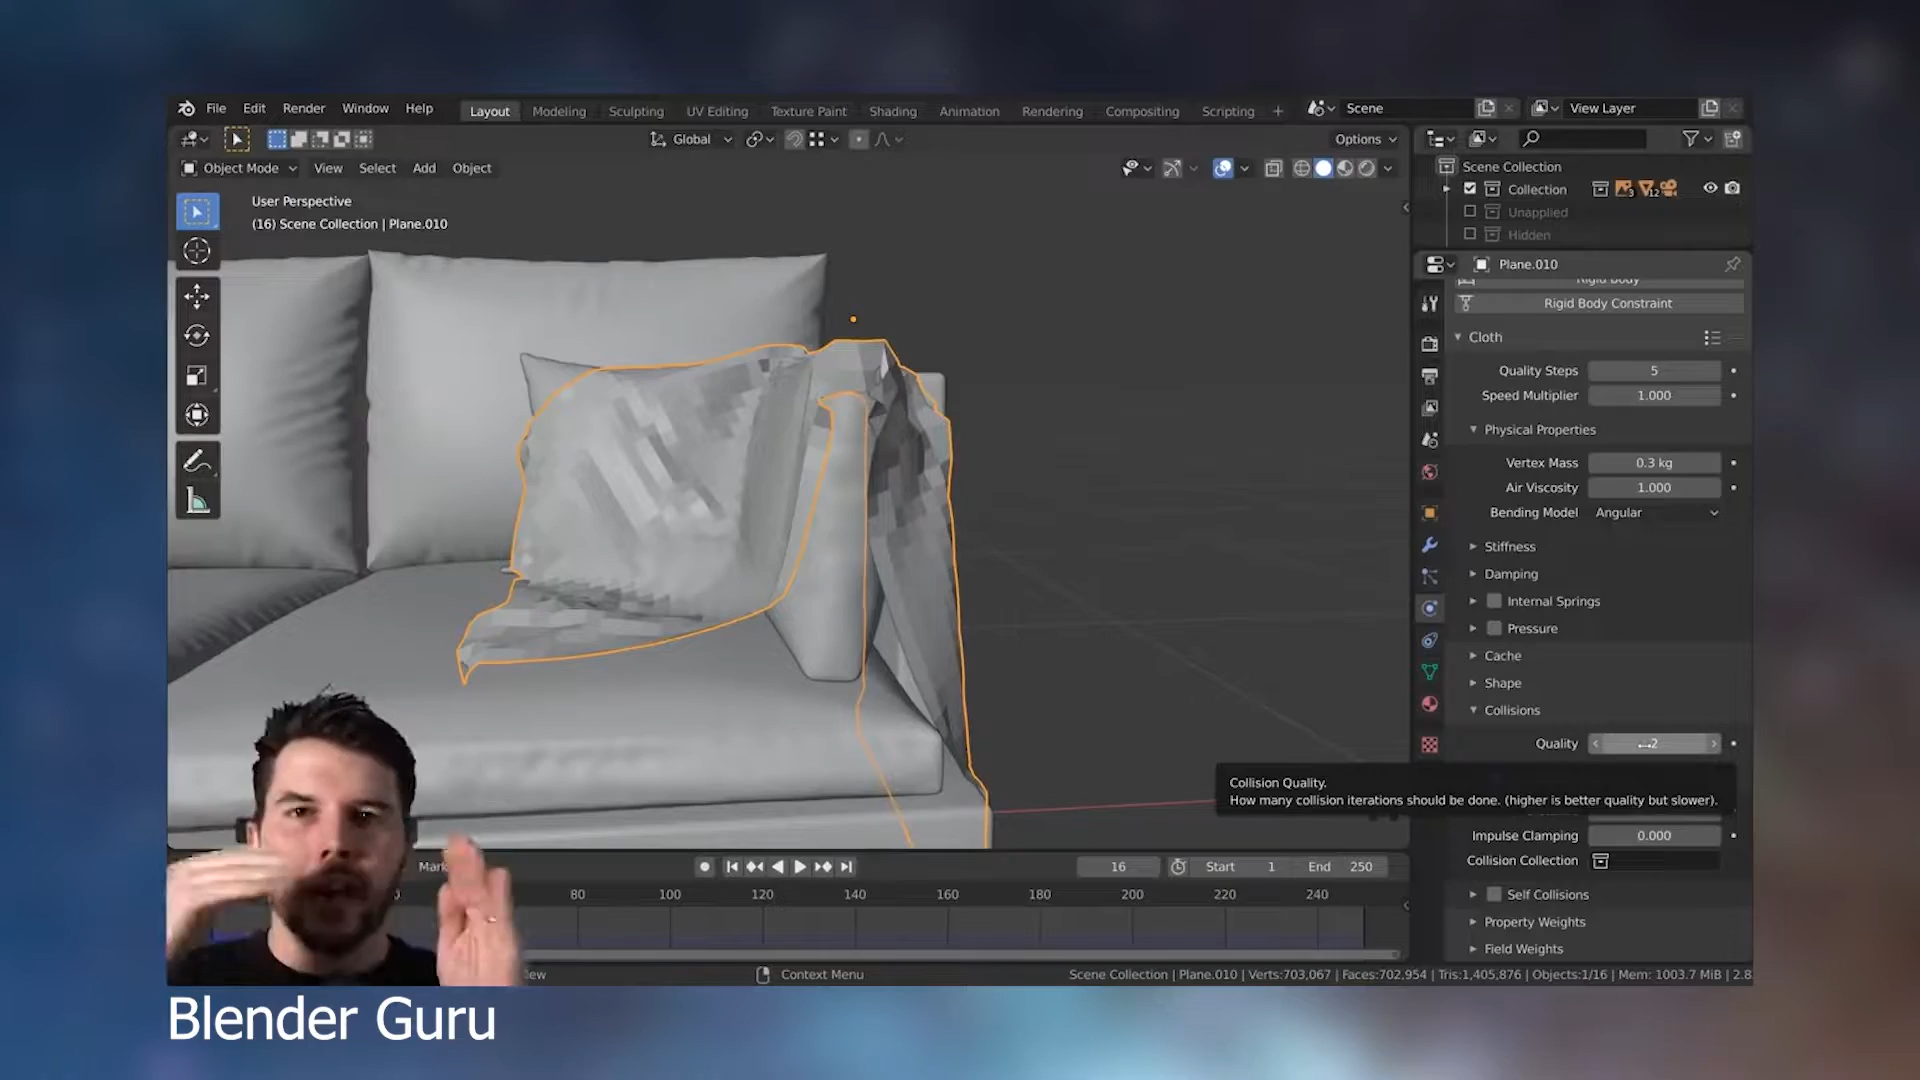 File Edit Render Window Help Layout Modeling Sculpting UV Editing Texture Paint Shading Animation Rendering Compositing Scripting + Scene View Layer
Global Options
Object Mode View Select Add Object
User Perspective
(16) Scene Collection | Plane.010
Scene Collection
Collection 3 12
Unapplied
Hidden
Plane.010
Rigid Body
Rigid Body Constraint
Cloth
Quality Steps 5
Speed Multiplier 1.000
Physical Properties
Vertex Mass 0.3 kg
Air Viscosity 1.000
Bending Model Angular
Stiffness
Damping
Internal Springs
Pressure
Cache
Shape
Collisions
Quality 2
Collision Quality.
How many collision iterations should be done. (higher is better quality but slower).
Impulse Clamping 0.000
Collision Collection
Self Collisions
Property Weights
Field Weights
Mark 16 Start 1 End 250
80 100 120 140 160 180 200 220 240
Context Menu Scene Collection | Plane.010 | Verts:703,067 | Faces:702,954 | Tris:1,405,876 | Objects:1/16 | Mem: 1003.7 MiB | 2.8
Blender Guru